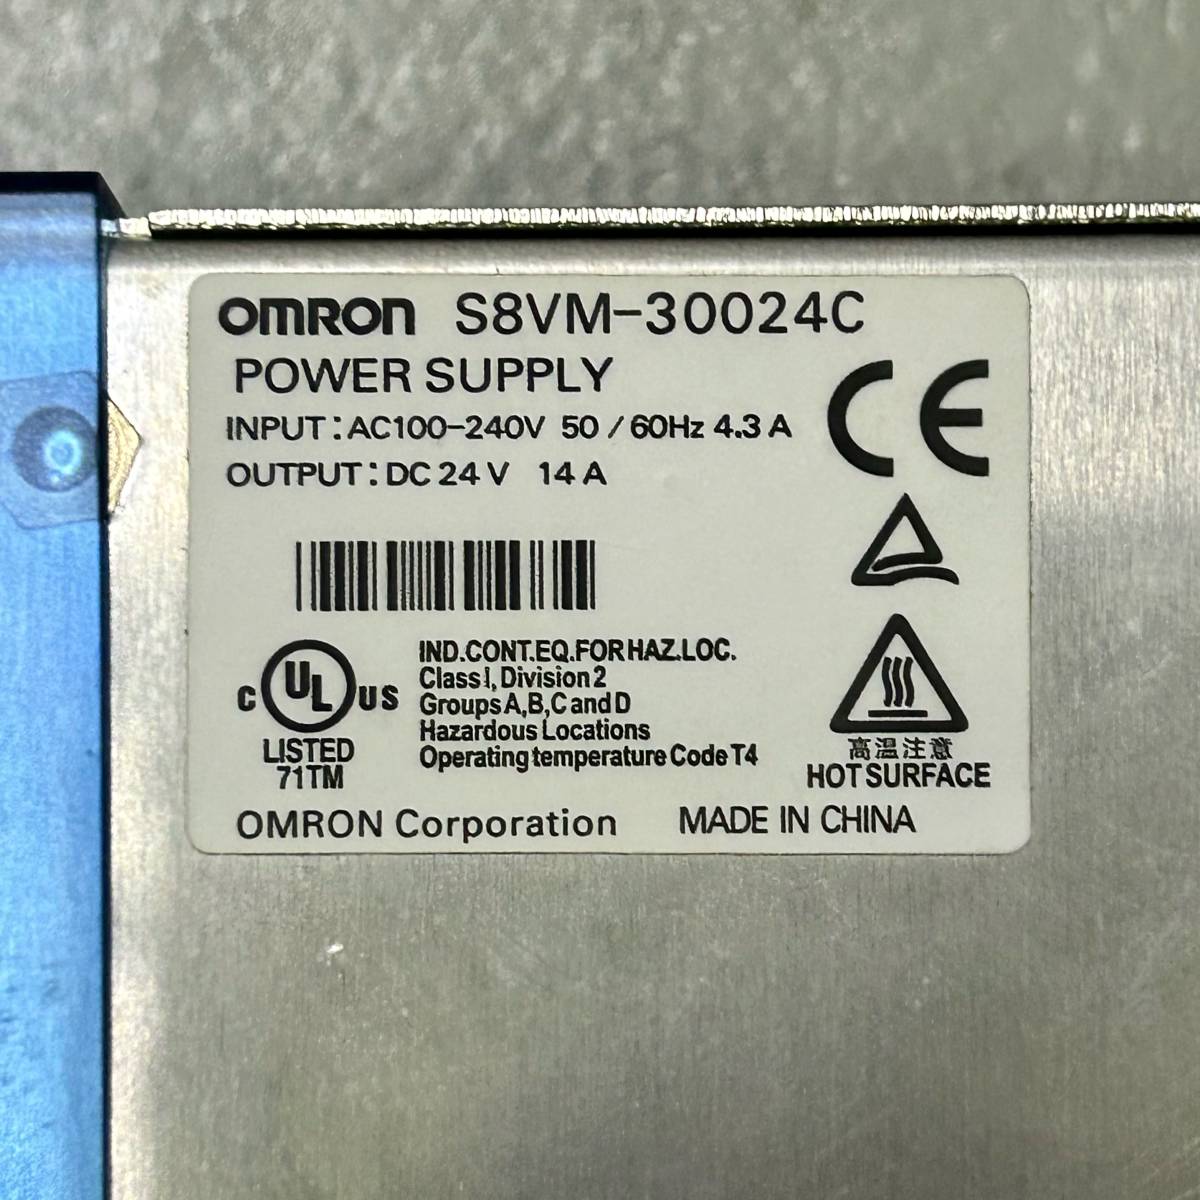 OMRON S8VM-30024C
POWER SUPPLY
INPUT : AC100-240V 50 / 60Hz 4.3 A
OUTPUT : DC 24 V 14 A
CE
C UL US
LISTED
71TM
IND.CONT.EQ.FOR HAZ.LOC.
Class I, Division 2
Groups A, B, C and D
Hazardous Locations
Operating temperature Code T4
高温注意
HOT SURFACE
OMRON Corporation MADE IN CHINA